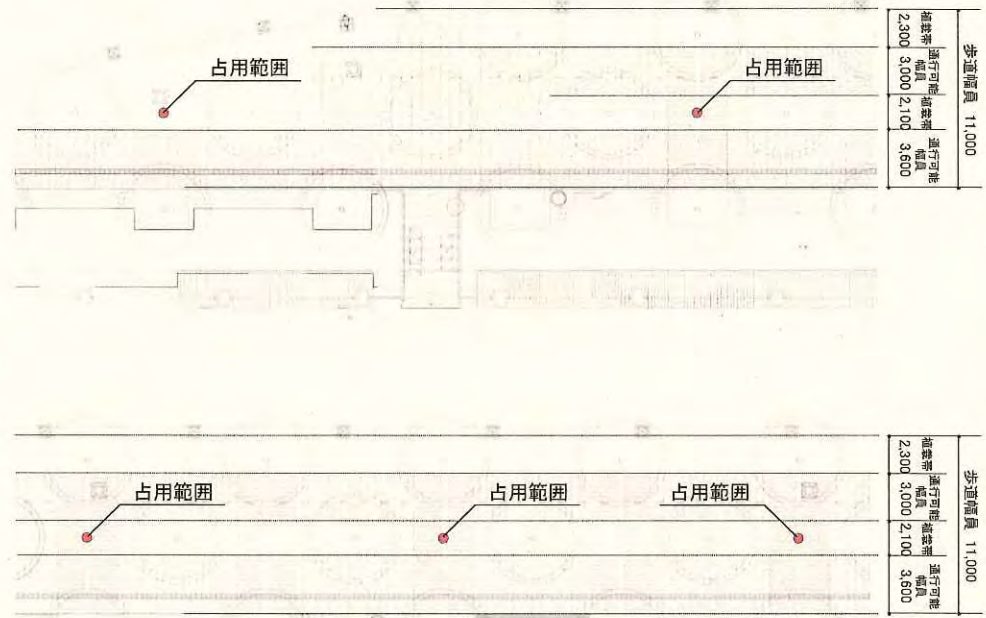 占用範囲
占用範囲
植栽帯
2,300
通行可能
幅員
3,000
植栽帯
2,100
通行可能
幅員
3,600
歩道幅員 11,000
占用範囲
占用範囲
占用範囲
植栽帯
2,300
通行可能
幅員
3,000
植栽帯
2,100
通行可能
幅員
3,600
歩道幅員 11,000